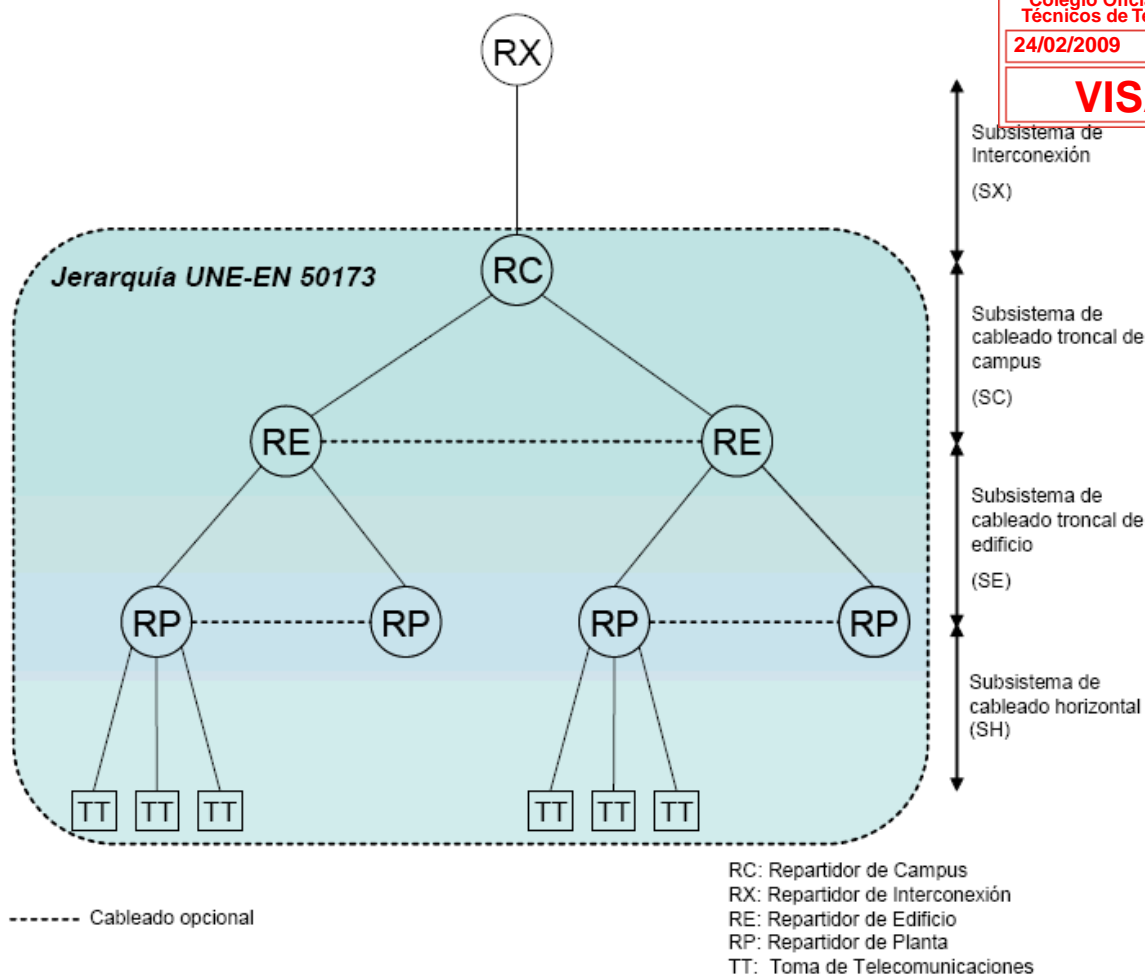 Técnicos de
24/02/2009
RX
Subsistema de
Interconexión
(SX)
Jerarquía UNE-EN 50173
RC
Subsistema de
cableado troncal de
campus
(SC)
RE
RE
Subsistema de
cableado troncal de
edificio
(SE)
RP
RP
RP
RP
Subsistema de
cableado horizontal
(SH)
TT
TT
TT
TT
TT
TT
RC: Repartidor de Campus
RX: Repartidor de Interconexión
Cableado opcional
RE: Repartidor de Edificio
RP: Repartidor de Planta
TT: Toma de Telecomunicaciones